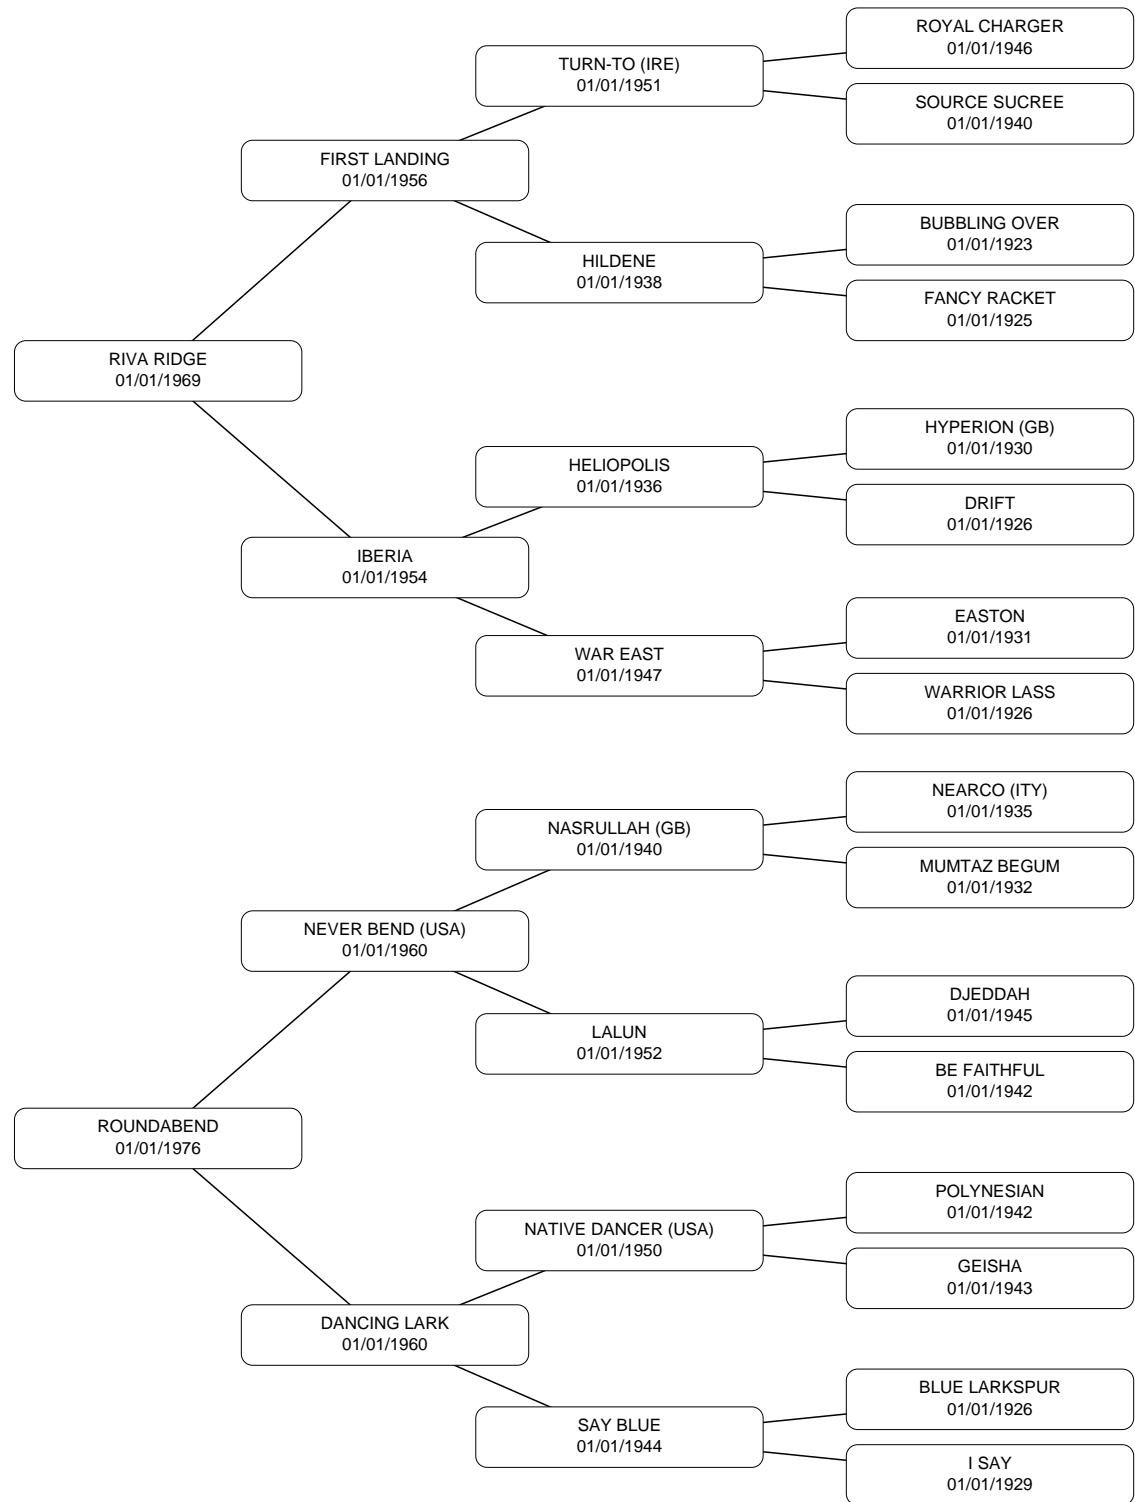 ROYAL CHARGER
01/01/1946
TURN-TO (IRE)
01/01/1951
SOURCE SUCREE
01/01/1940
FIRST LANDING
01/01/1956
BUBBLING OVER
01/01/1923
HILDENE
01/01/1938
FANCY RACKET
01/01/1925
RIVA RIDGE
01/01/1969
HYPERION (GB)
01/01/1930
HELIOPOLIS
01/01/1936
DRIFT
01/01/1926
IBERIA
01/01/1954
EASTON
01/01/1931
WAR EAST
01/01/1947
WARRIOR LASS
01/01/1926
NEARCO (ITY)
01/01/1935
NASRULLAH (GB)
01/01/1940
MUMTAZ BEGUM
01/01/1932
NEVER BEND (USA)
01/01/1960
DJEDDAH
01/01/1945
LALUN
01/01/1952
BE FAITHFUL
01/01/1942
ROUNDABEND
01/01/1976
POLYNESIAN
01/01/1942
NATIVE DANCER (USA)
01/01/1950
GEISHA
01/01/1943
DANCING LARK
01/01/1960
BLUE LARKSPUR
01/01/1926
SAY BLUE
01/01/1944
I SAY
01/01/1929